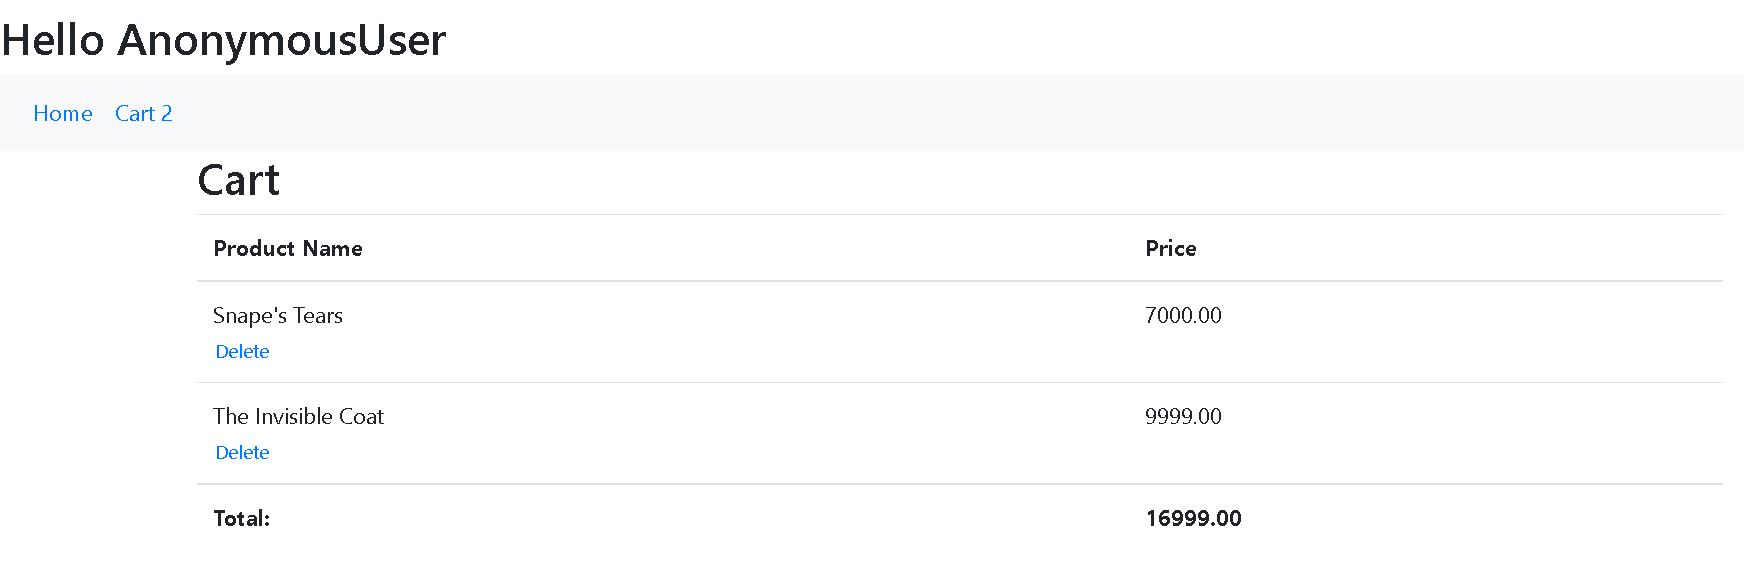 Hello AnonymousUser
Home Cart 2
Cart
Product Name Price
Snape's Tears 7000.00
Delete
The Invisible Coat 9999.00
Delete
Total: 16999.00